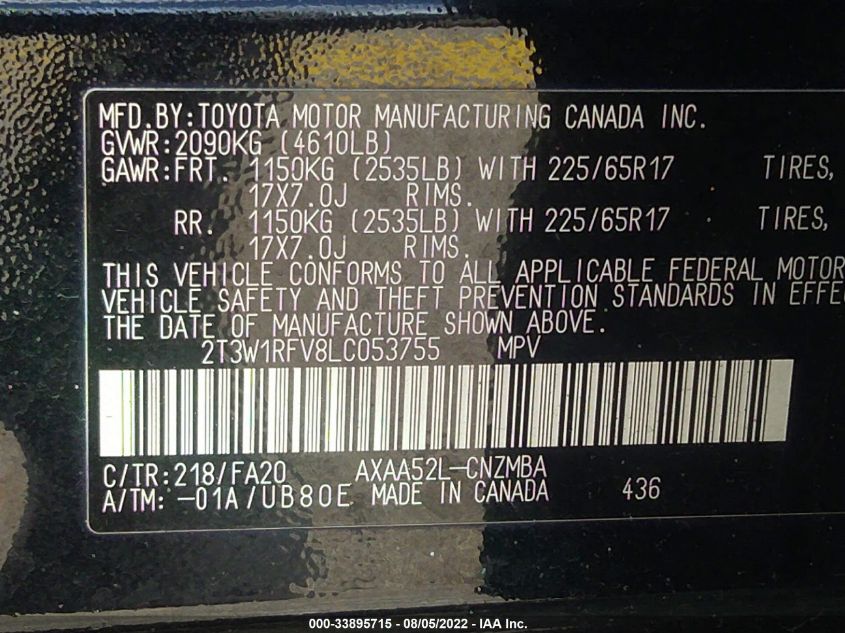 MFD.BY:TOYOTA MOTOR MANUFACTURING CANADA INC.
GVWR:2090KG (4610LB)
GAWR:FRT. 1150KG (2535LB) WITH 225/65R17 TIRES,
17X7.0J RIMS.
RR. 1150KG (2535LB) WITH 225/65R17 TIRES,
17X7.0J RIMS.
THIS VEHICLE CONFORMS TO ALL APPLICABLE FEDERAL MOTOR
VEHICLE SAFETY AND THEFT PREVENTION STANDARDS IN EFFE
THE DATE OF MANUFACTURE SHOWN ABOVE.
2T3W1RFV8LC053755 MPV
C/TR:218/FA20 AXAA52L-CNZMBA
A/TM:-01A/UB80E MADE IN CANADA 436
000-33895715 - 08/05/2022 - IAA Inc.